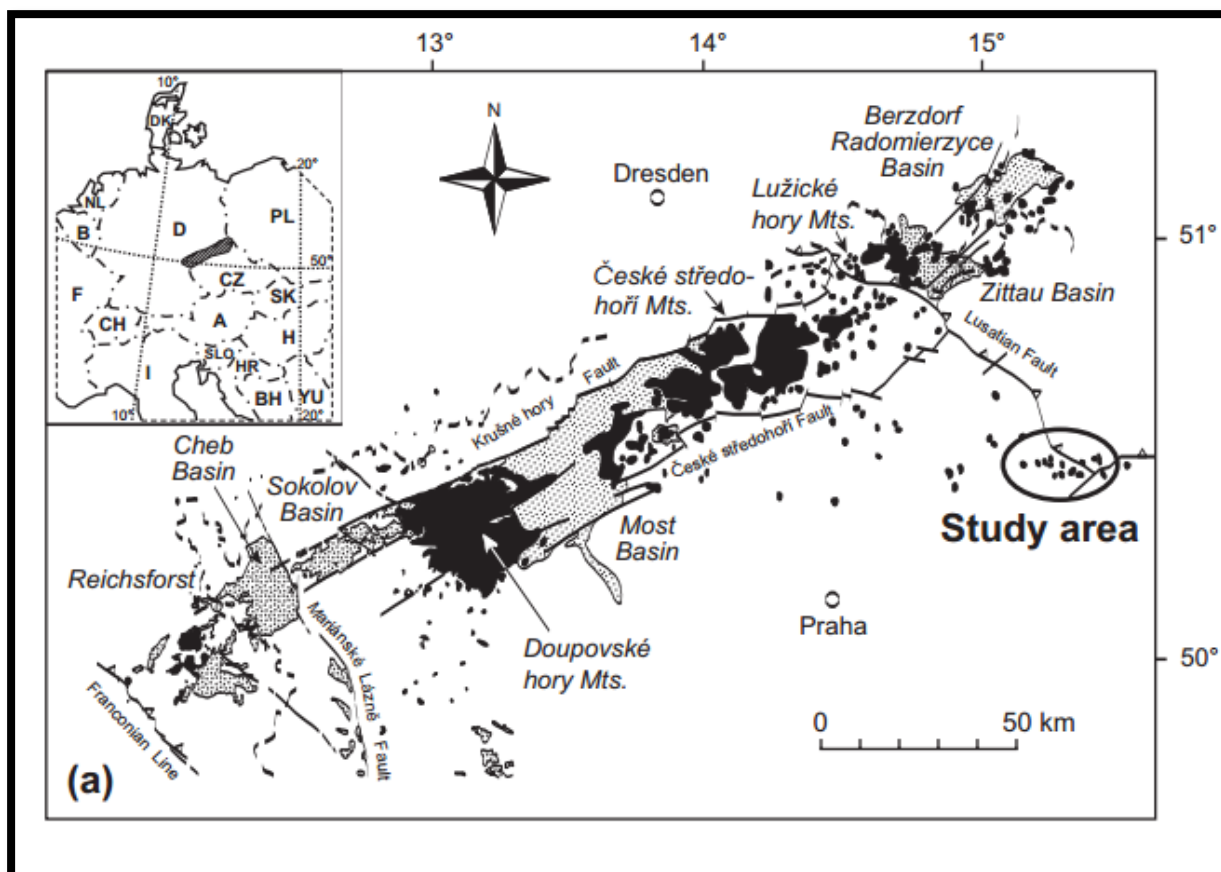 13°
14°
15°
10°
DK
20°
NL
B
D
PL
50°
CZ
F
SK
CH
A
H
SLO
HR
I
BH
YU
10°
20°
N
Dresden
Berzdorf
Radomierzyce
Basin
Lužické
hory Mts.
51°
České středo-
hoří Mts.
Zittau Basin
Lusatian Fault
Krušné hory
Fault
České středohoří Fault
Cheb
Basin
Sokolov
Basin
Most
Basin
Study area
Reichsforst
Mariánské Lázně Fault
Praha
Doupovské
hory Mts.
50°
Franconian Line
0
50 km
(a)